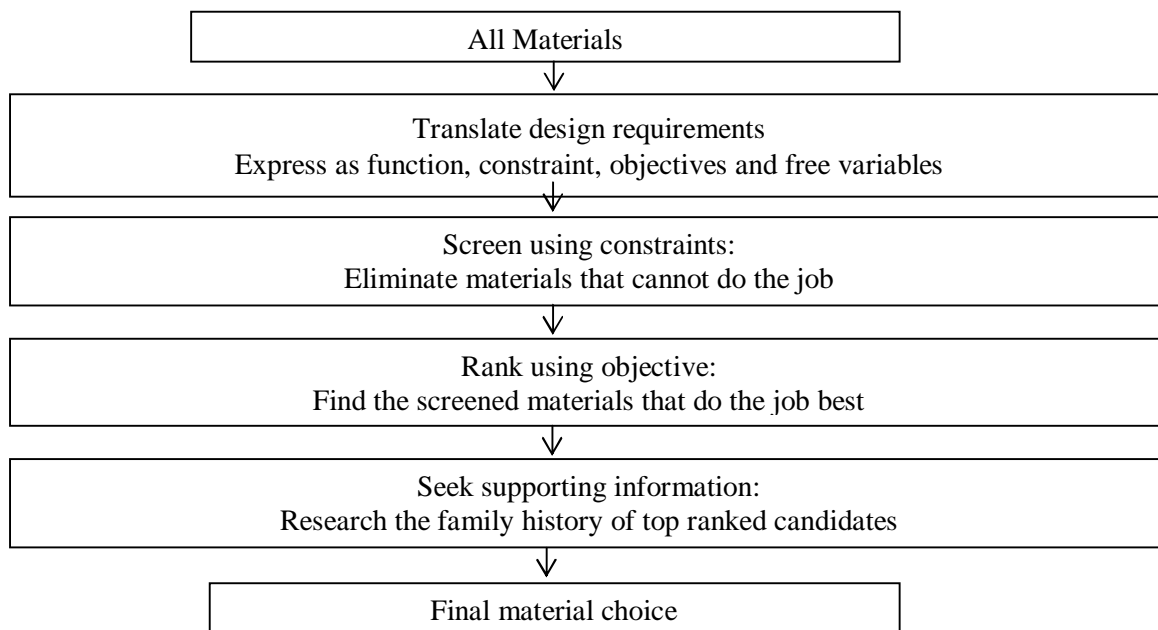 All Materials
Translate design requirements
Express as function, constraint, objectives and free variables
Screen using constraints:
Eliminate materials that cannot do the job
Rank using objective:
Find the screened materials that do the job best
Seek supporting information:
Research the family history of top ranked candidates
Final material choice